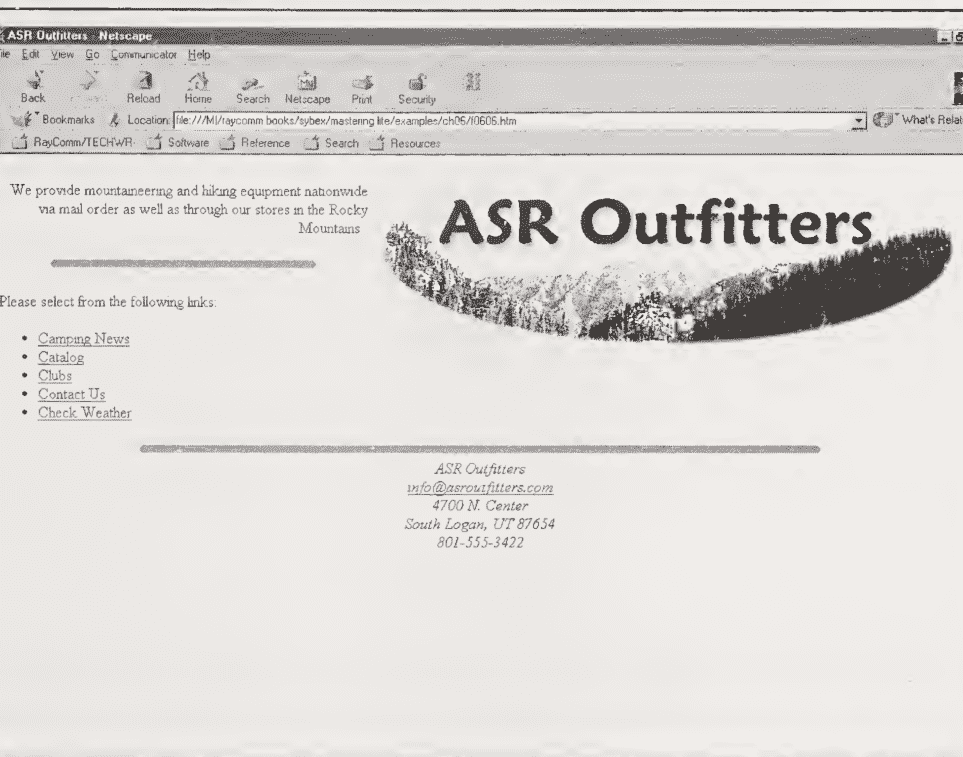 ASR Outfitters - Netscape
File Edit View Go Communicator Help
Back Reload Home Search Netscape Print Security
Bookmarks Location: file:///M|/raycomm books/sybex/mastering lite/examples/ch06/f0606.htm What's Relat
RayComm/TECHWR- Software Reference Search Resources
We provide mountaineering and hiking equipment nationwide
via mail order as well as through our stores in the Rocky
Mountains
ASR Outfitters
Please select from the following links:
Camping News
Catalog
Clubs
Contact Us
Check Weather
ASR Outfitters
info@asroutfitters.com
4700 N. Center
South Logan, UT 87654
801-555-3422